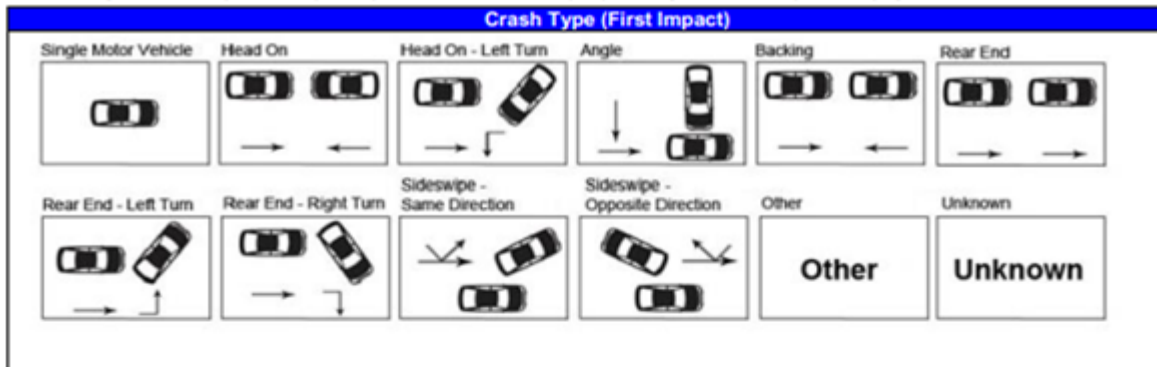 Crash Type (First Impact)
Single Motor Vehicle
Head On
Head On - Left Turn
Angle
Backing
Rear End
Rear End - Left Turn
Rear End - Right Turn
Sideswipe -
Same Direction
Sideswipe -
Opposite Direction
Other
Unknown
Other
Unknown